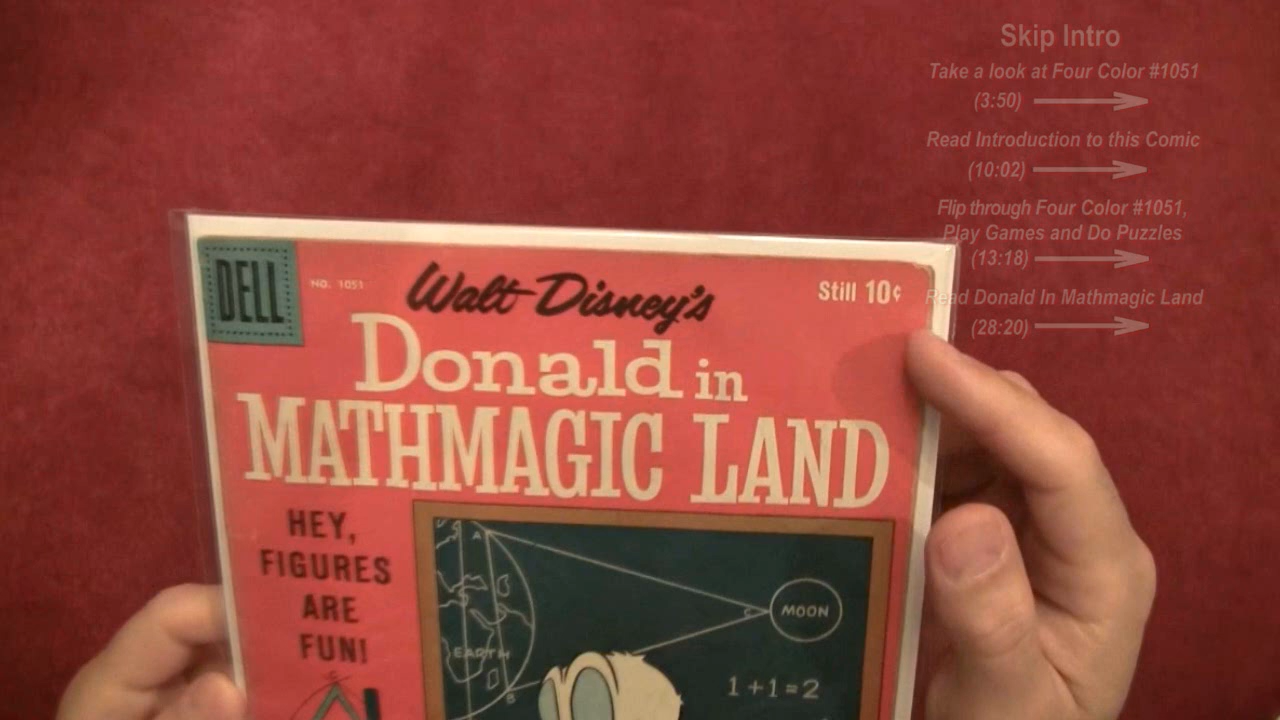 Skip Intro
Take a look at Four Color #1051
(3:50)
Read Introduction to this Comic
(10:02)
Flip through Four Color #1051,
Play Games and Do Puzzles
(13:18)
Read Donald In Mathmagic Land
(28:20)
DELL
NO. 1051
Walt Disney's
Still 10¢
Donald in
MATHMAGIC LAND
HEY,
FIGURES
ARE
FUN!
A
C
MOON
EARTH
B
1+1=2
C